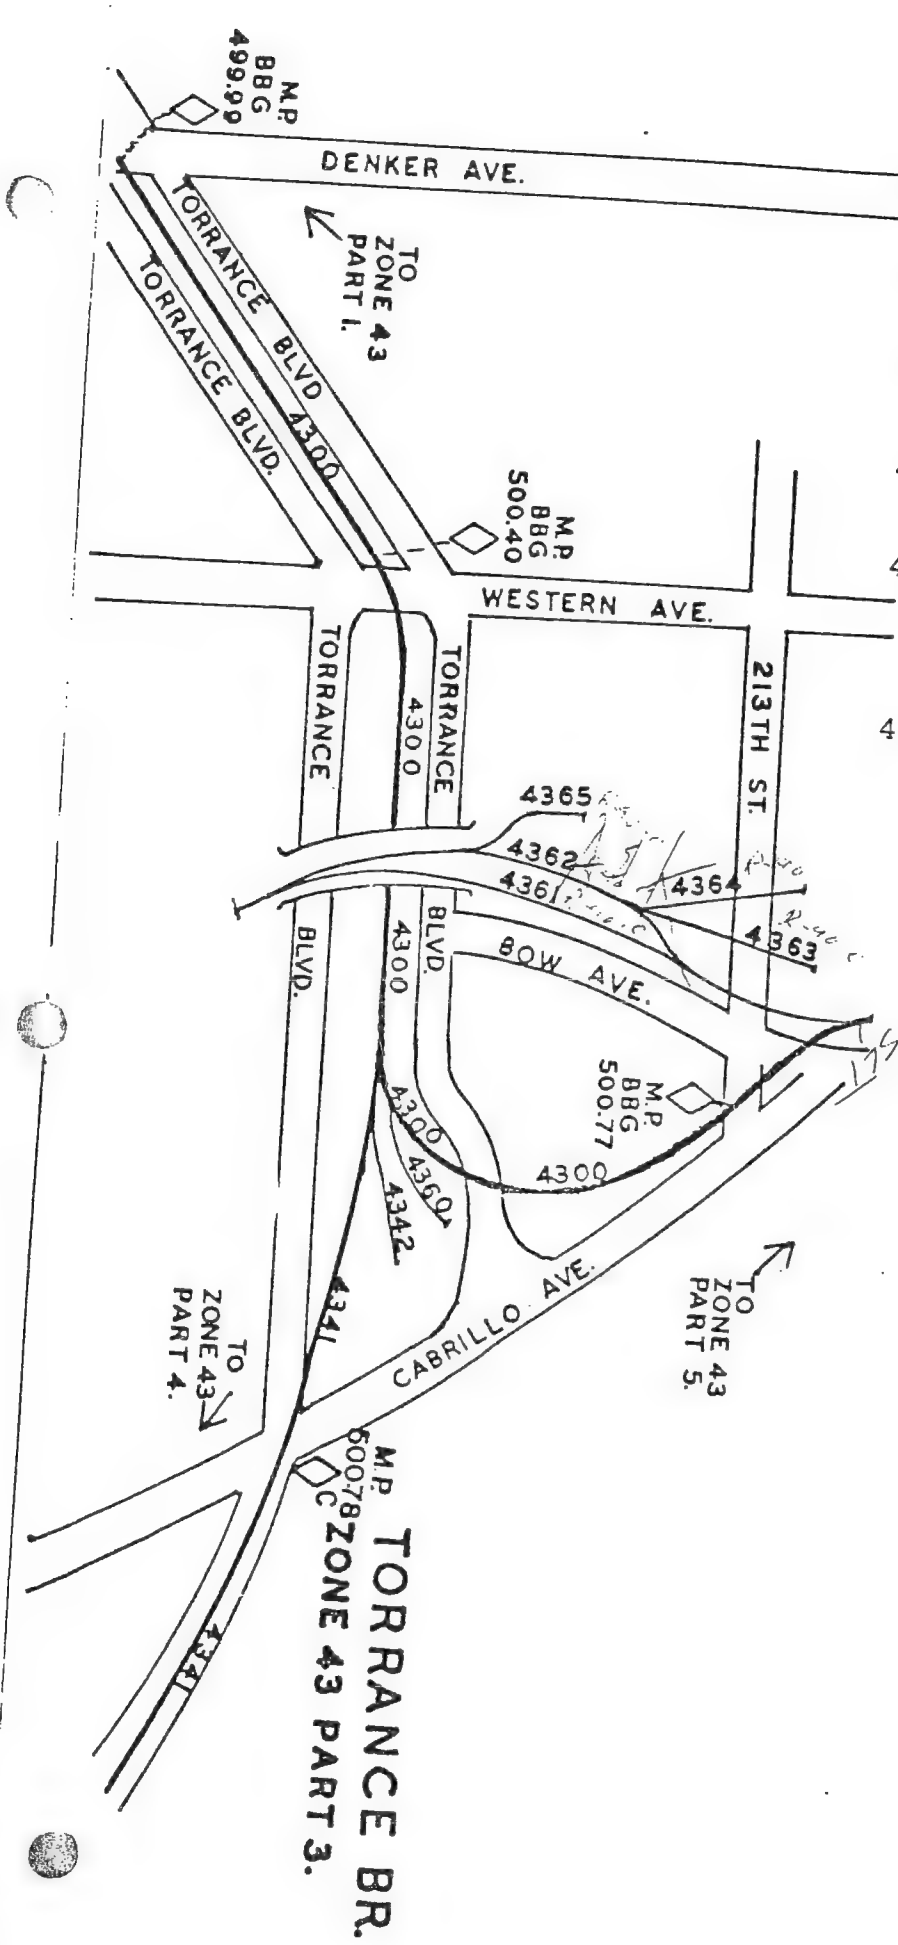 M.P.
BBG
499.99
DENKER AVE.
TO
ZONE 43
PART 1.
TORRANCE BLVD
TORRANCE BLVD.
4300
M.P.
BBG
500.40
WESTERN AVE.
213TH ST.
TORRANCE
TORRANCE
4300
4365
4362
4361
4364
4363
BLVD.
BLVD.
4300
BOW AVE.
M.P.
BBG
500.77
4300
4300
4360
4342
4341
CABRILLO AVE.
TO
ZONE 43
PART 5.
TO
ZONE 43
PART 4.
M.P.
500.78
C
4341
TORRANCE BR.
ZONE 43 PART 3.
4